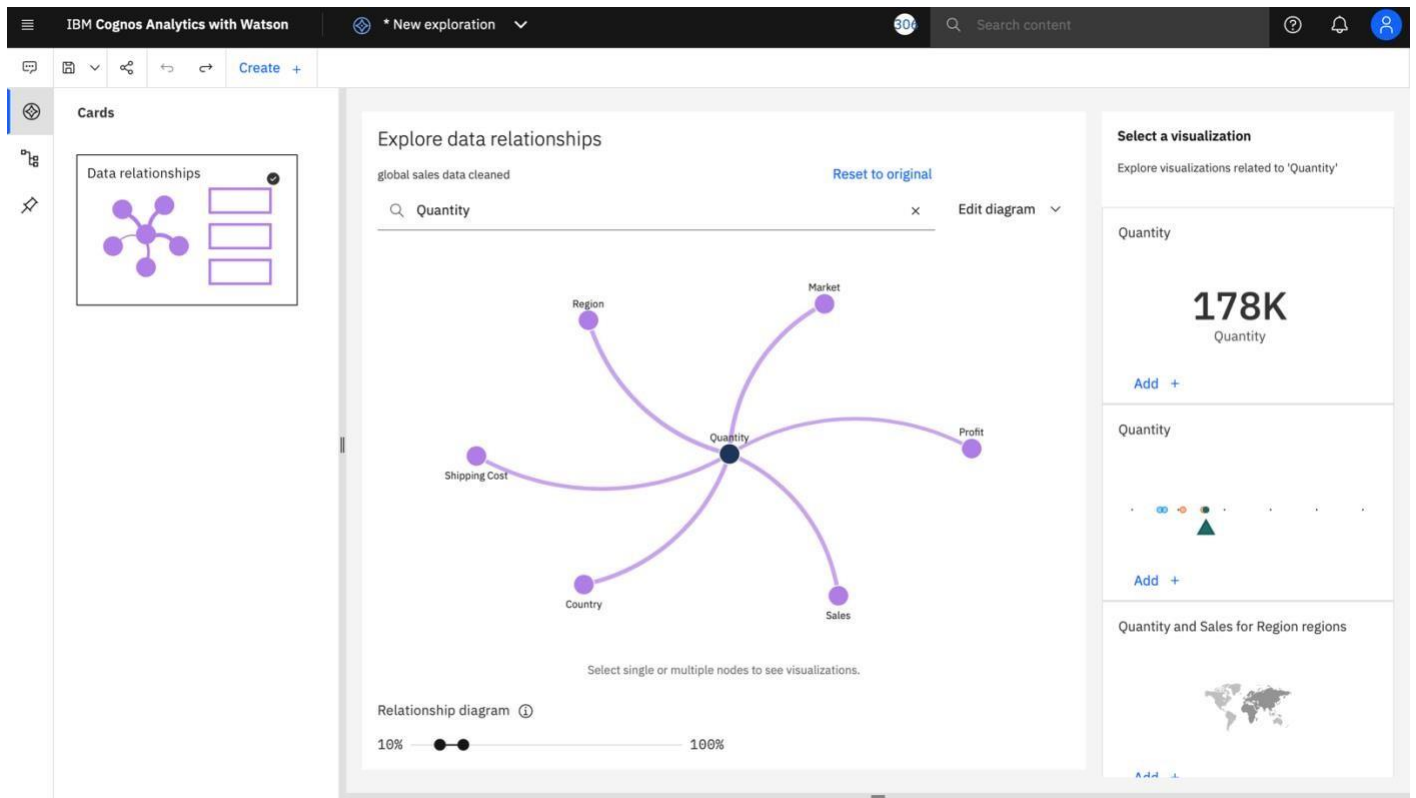 IBM Cognos Analytics with Watson
* New exploration
306
Search content
Create +
Cards
Data relationships
Explore data relationships
global sales data cleaned
Reset to original
Quantity
Edit diagram
Region
Market
Quantity
Profit
Shipping Cost
Country
Sales
Select single or multiple nodes to see visualizations.
Relationship diagram
10%
100%
Select a visualization
Explore visualizations related to 'Quantity'
Quantity
178K
Quantity
Add +
Quantity
Add +
Quantity and Sales for Region regions
Add +